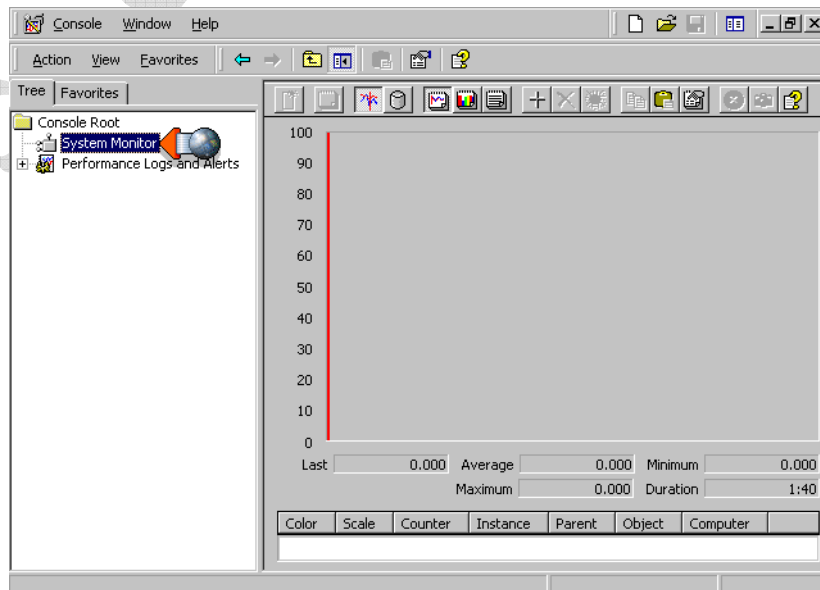 Console Window Help
Action View Favorites
Tree Favorites
Console Root
System Monitor
Performance Logs and Alerts
100
90
80
70
60
50
40
30
20
10
0
Last 0.000 Average 0.000 Minimum 0.000
Maximum 0.000 Duration 1:40
Color Scale Counter Instance Parent Object Computer